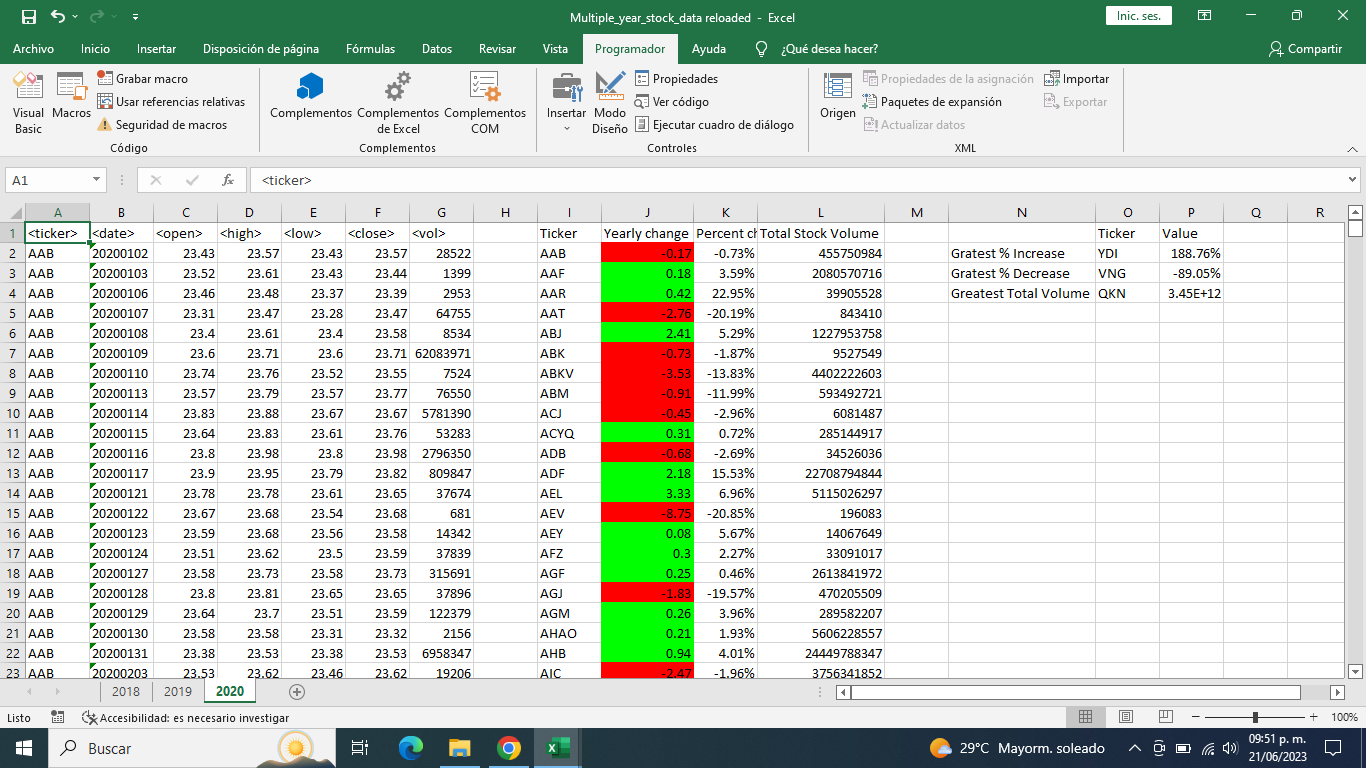 Multiple_year_stock_data reloaded - Excel
Inic. ses.
Archivo Inicio Insertar Disposición de página Fórmulas Datos Revisar Vista Programador Ayuda ¿Qué desea hacer? Compartir
Visual Basic
Macros
Grabar macro
Usar referencias relativas
Seguridad de macros
Código
Complementos
Complementos de Excel
Complementos COM
Complementos
Insertar
Modo Diseño
Propiedades
Ver código
Ejecutar cuadro de diálogo
Controles
Origen
Propiedades de la asignación
Paquetes de expansión
Actualizar datos
Importar
Exportar
XML
A1 fx <ticker>
A B C D E F G H I J K L M N O P Q R
1 <ticker> <date> <open> <high> <low> <close> <vol> Ticker Yearly change Percent ch Total Stock Volume Ticker Value
2 AAB 20200102 23.43 23.57 23.43 23.57 28522 AAB -0.17 -0.73% 455750984 Gratest % Increase YDI 188.76%
3 AAB 20200103 23.52 23.61 23.43 23.44 1399 AAF 0.18 3.59% 2080570716 Gratest % Decrease VNG -89.05%
4 AAB 20200106 23.46 23.48 23.37 23.39 2953 AAR 0.42 22.95% 39905528 Greatest Total Volume QKN 3.45E+12
5 AAB 20200107 23.31 23.47 23.28 23.47 64755 AAT -2.76 -20.19% 843410
6 AAB 20200108 23.4 23.61 23.4 23.58 8534 ABJ 2.41 5.29% 1227953758
7 AAB 20200109 23.6 23.71 23.6 23.71 62083971 ABK -0.73 -1.87% 9527549
8 AAB 20200110 23.74 23.76 23.52 23.55 7524 ABKV -3.53 -13.83% 4402222603
9 AAB 20200113 23.57 23.79 23.57 23.77 76550 ABM -0.91 -11.99% 593492721
10 AAB 20200114 23.83 23.88 23.67 23.67 5781390 ACJ -0.45 -2.96% 6081487
11 AAB 20200115 23.64 23.83 23.61 23.76 53283 ACYQ 0.31 0.72% 285144917
12 AAB 20200116 23.8 23.98 23.8 23.98 2796350 ADB -0.68 -2.69% 34526036
13 AAB 20200117 23.9 23.95 23.79 23.82 809847 ADF 2.18 15.53% 22708794844
14 AAB 20200121 23.78 23.78 23.61 23.65 37674 AEL 3.33 6.96% 5115026297
15 AAB 20200122 23.67 23.68 23.54 23.68 681 AEV -8.75 -20.85% 196083
16 AAB 20200123 23.59 23.68 23.56 23.58 14342 AEY 0.08 5.67% 14067649
17 AAB 20200124 23.51 23.62 23.5 23.59 37839 AFZ 0.3 2.27% 33091017
18 AAB 20200127 23.58 23.73 23.58 23.73 315691 AGF 0.25 0.46% 2613841972
19 AAB 20200128 23.8 23.81 23.65 23.65 37896 AGJ -1.83 -19.57% 470205509
20 AAB 20200129 23.64 23.7 23.51 23.59 122379 AGM 0.26 3.96% 289582207
21 AAB 20200130 23.58 23.58 23.31 23.32 2156 AHAO 0.21 1.93% 5606228557
22 AAB 20200131 23.38 23.53 23.38 23.53 6958347 AHB 0.94 4.01% 24449788347
23 AAB 20200203 23.53 23.62 23.46 23.62 19206 AIC -2.47 -1.96% 3756341852
2018 2019 2020
Listo Accesibilidad: es necesario investigar 100%
Buscar 29°C Mayorm. soleado 09:51 p. m.
21/06/2023